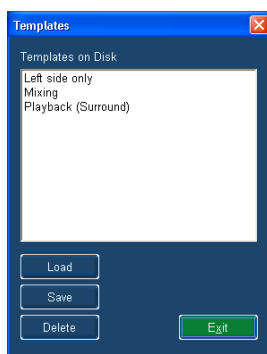 Templates
Templates on Disk
Left side only
Mixing
Playback (Surround)
Load
Save
Delete
Exit